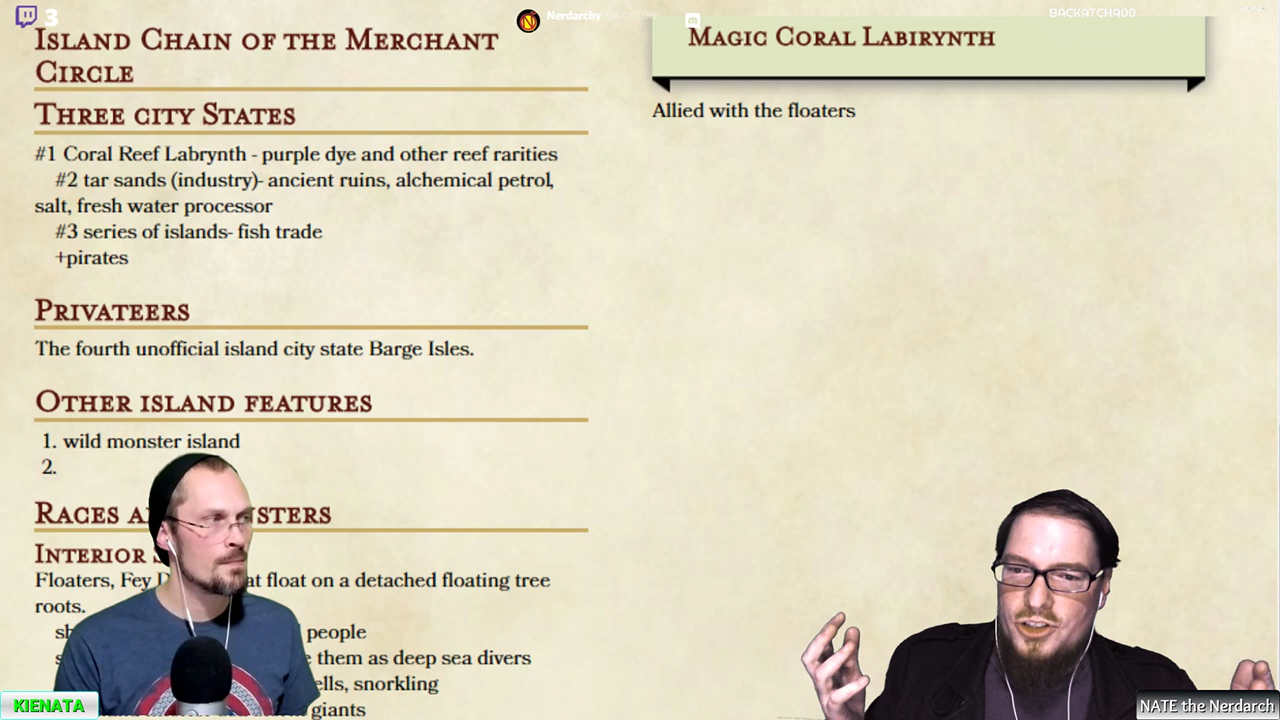 3
Nerdarchy
BACKATCHA00
Island Chain of the Merchant
Circle
Three city States
#1 Coral Reef Labrynth - purple dye and other reef rarities
#2 tar sands (industry)- ancient ruins, alchemical petrol,
salt, fresh water processor
#3 series of islands- fish trade
+pirates
Privateers
The fourth unofficial island city state Barge Isles.
Other island features
1. wild monster island
2.
Races a
nsters
Interior
Floaters, Fey
at float on a detached floating tree
roots.
people
them as deep sea divers
ells, snorkling
giants
Magic Coral Labirynth
Allied with the floaters
KIENATA
NATE the Nerdarch